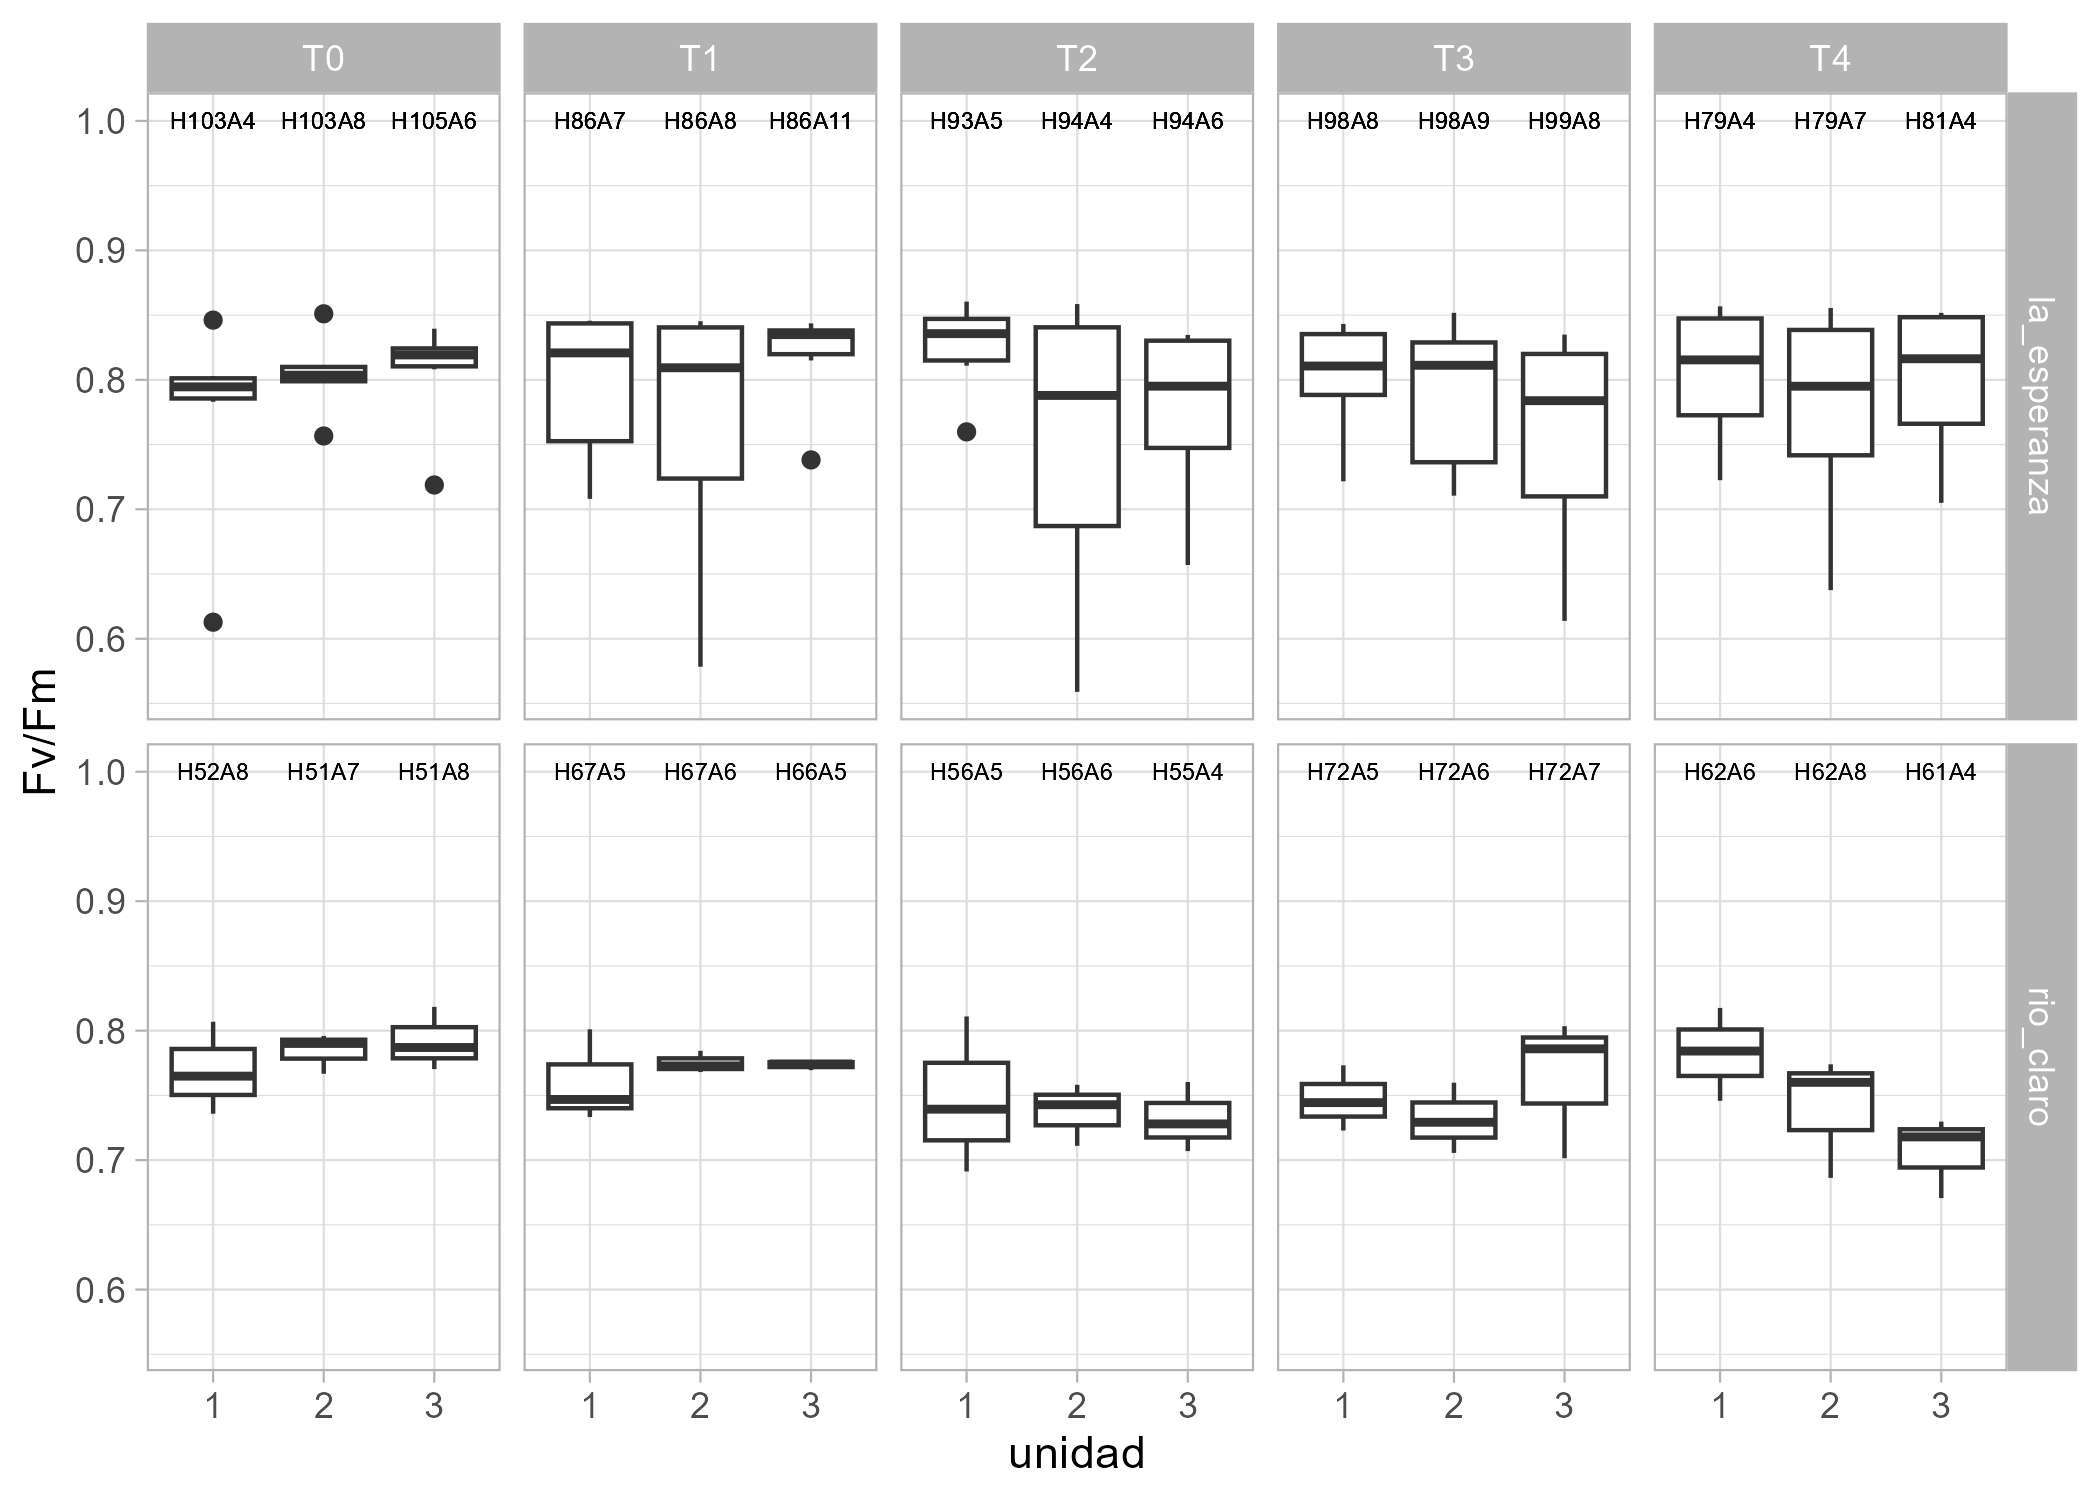 T0 T1 T2 T3 T4
1.0 H103A4 H103A8 H105A6 H86A7 H86A8 H86A11 H93A5 H94A4 H94A6 H98A8 H98A9 H99A8 H79A4 H79A7 H81A4
0.9
0.8
0.7
0.6
la_esperanza
Fv/Fm
1.0 H52A8 H51A7 H51A8 H67A5 H67A6 H66A5 H56A5 H56A6 H55A4 H72A5 H72A6 H72A7 H62A6 H62A8 H61A4
0.9
0.8
0.7
0.6
rio_claro
1 2 3 1 2 3 1 2 3 1 2 3 1 2 3
unidad